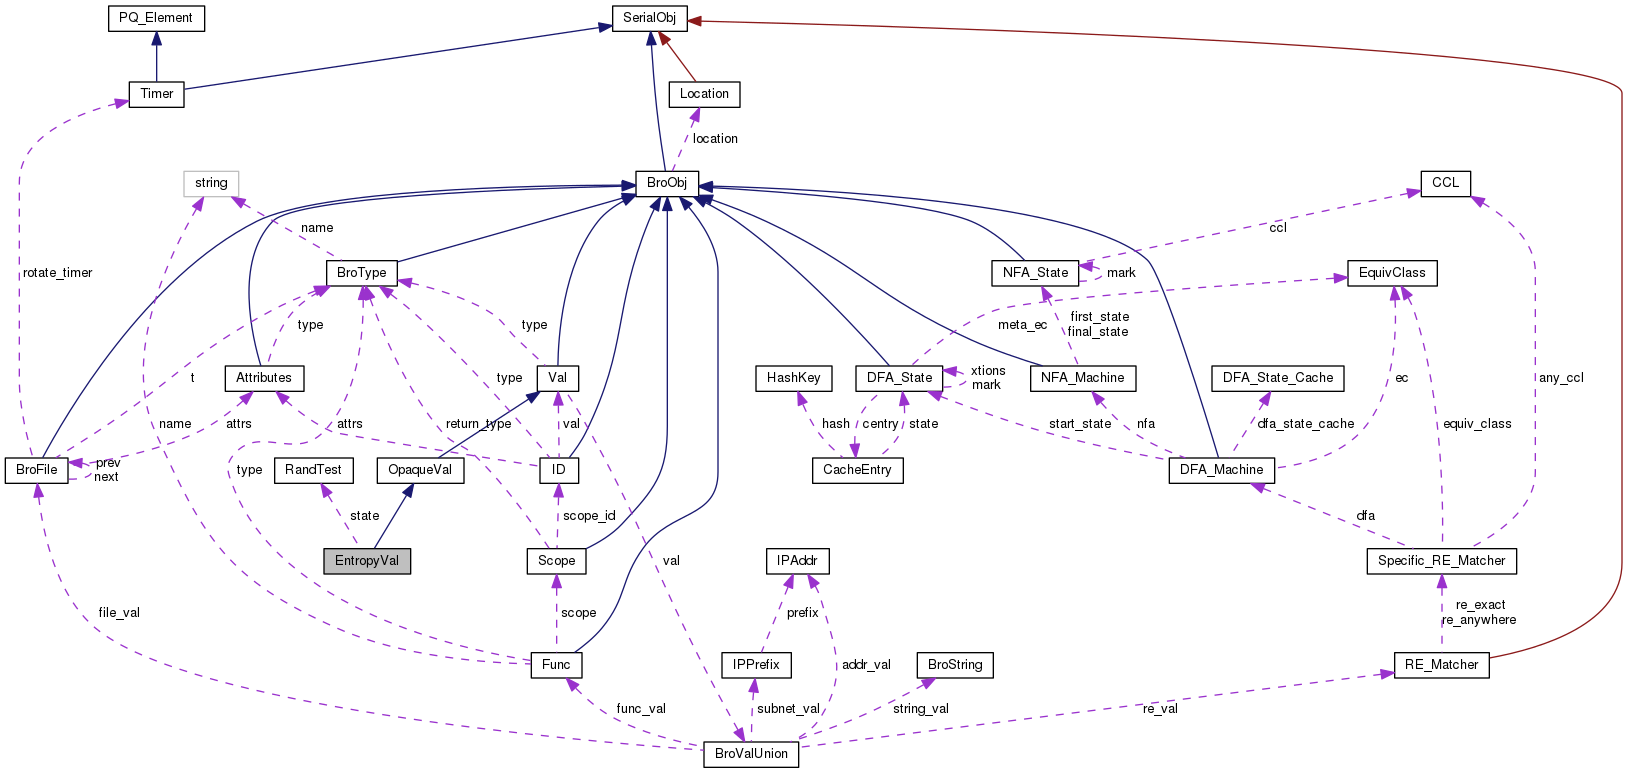 PQ_Element
SerialObj
Timer
Location
location
string
BroObj
CCL
name
ccl
rotate_timer
BroType
NFA_State
mark
EquivClass
type
type
meta_ec
first_state
final_state
t
Attributes
type
Val
HashKey
DFA_State
xtions
mark
NFA_Machine
DFA_State_Cache
ec
any_ccl
name
attrs
attrs
return_type
val
hash
centry
state
start_state
nfa
dfa_state_cache
equiv_class
BroFile
prev
next
type
RandTest
OpaqueVal
ID
CacheEntry
DFA_Machine
state
scope_id
dfa
EntropyVal
Scope
val
IPAddr
Specific_RE_Matcher
file_val
scope
prefix
re_exact
re_anywhere
Func
IPPrefix
addr_val
BroString
RE_Matcher
func_val
subnet_val
string_val
re_val
BroValUnion